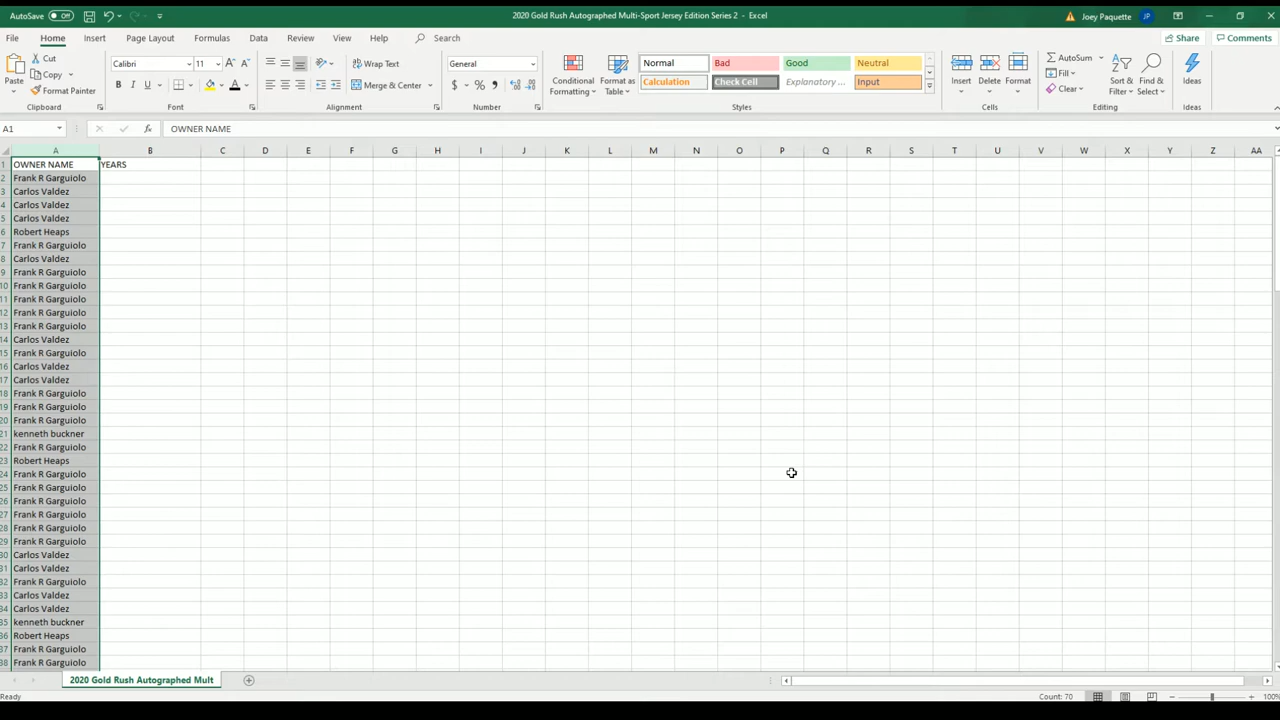 AutoSave Off
2020 Gold Rush Autographed Multi-Sport Jersey Edition Series 2 - Excel
Joey Paquette JP
File Home Insert Page Layout Formulas Data Review View Help Search
Share Comments
Paste
Cut
Copy
Format Painter
Clipboard
Calibri 11
B I U
Font
Wrap Text
Merge & Center
Alignment
General
$ % 9
Number
Conditional Formatting
Format as Table
Normal Bad Good Neutral
Calculation Check Cell Explanatory ... Input
Styles
Insert Delete Format
Cells
AutoSum
Fill
Clear
Sort & Filter
Find & Select
Editing
Ideas
Ideas
A1 fx OWNER NAME
A B C D E F G H I J K L M N O P Q R S T U V W X Y Z AA
1 OWNER NAME YEARS
2 Frank R Garguiolo
3 Carlos Valdez
4 Carlos Valdez
5 Carlos Valdez
6 Robert Heaps
7 Frank R Garguiolo
8 Carlos Valdez
9 Frank R Garguiolo
10 Frank R Garguiolo
11 Frank R Garguiolo
12 Frank R Garguiolo
13 Frank R Garguiolo
14 Carlos Valdez
15 Frank R Garguiolo
16 Carlos Valdez
17 Carlos Valdez
18 Frank R Garguiolo
19 Frank R Garguiolo
20 Frank R Garguiolo
21 kenneth buckner
22 Frank R Garguiolo
23 Robert Heaps
24 Frank R Garguiolo
25 Frank R Garguiolo
26 Frank R Garguiolo
27 Frank R Garguiolo
28 Frank R Garguiolo
29 Frank R Garguiolo
30 Carlos Valdez
31 Carlos Valdez
32 Frank R Garguiolo
33 Carlos Valdez
34 Carlos Valdez
35 kenneth buckner
36 Robert Heaps
37 Frank R Garguiolo
38 Frank R Garguiolo
2020 Gold Rush Autographed Mult
Ready
Count: 70
100%